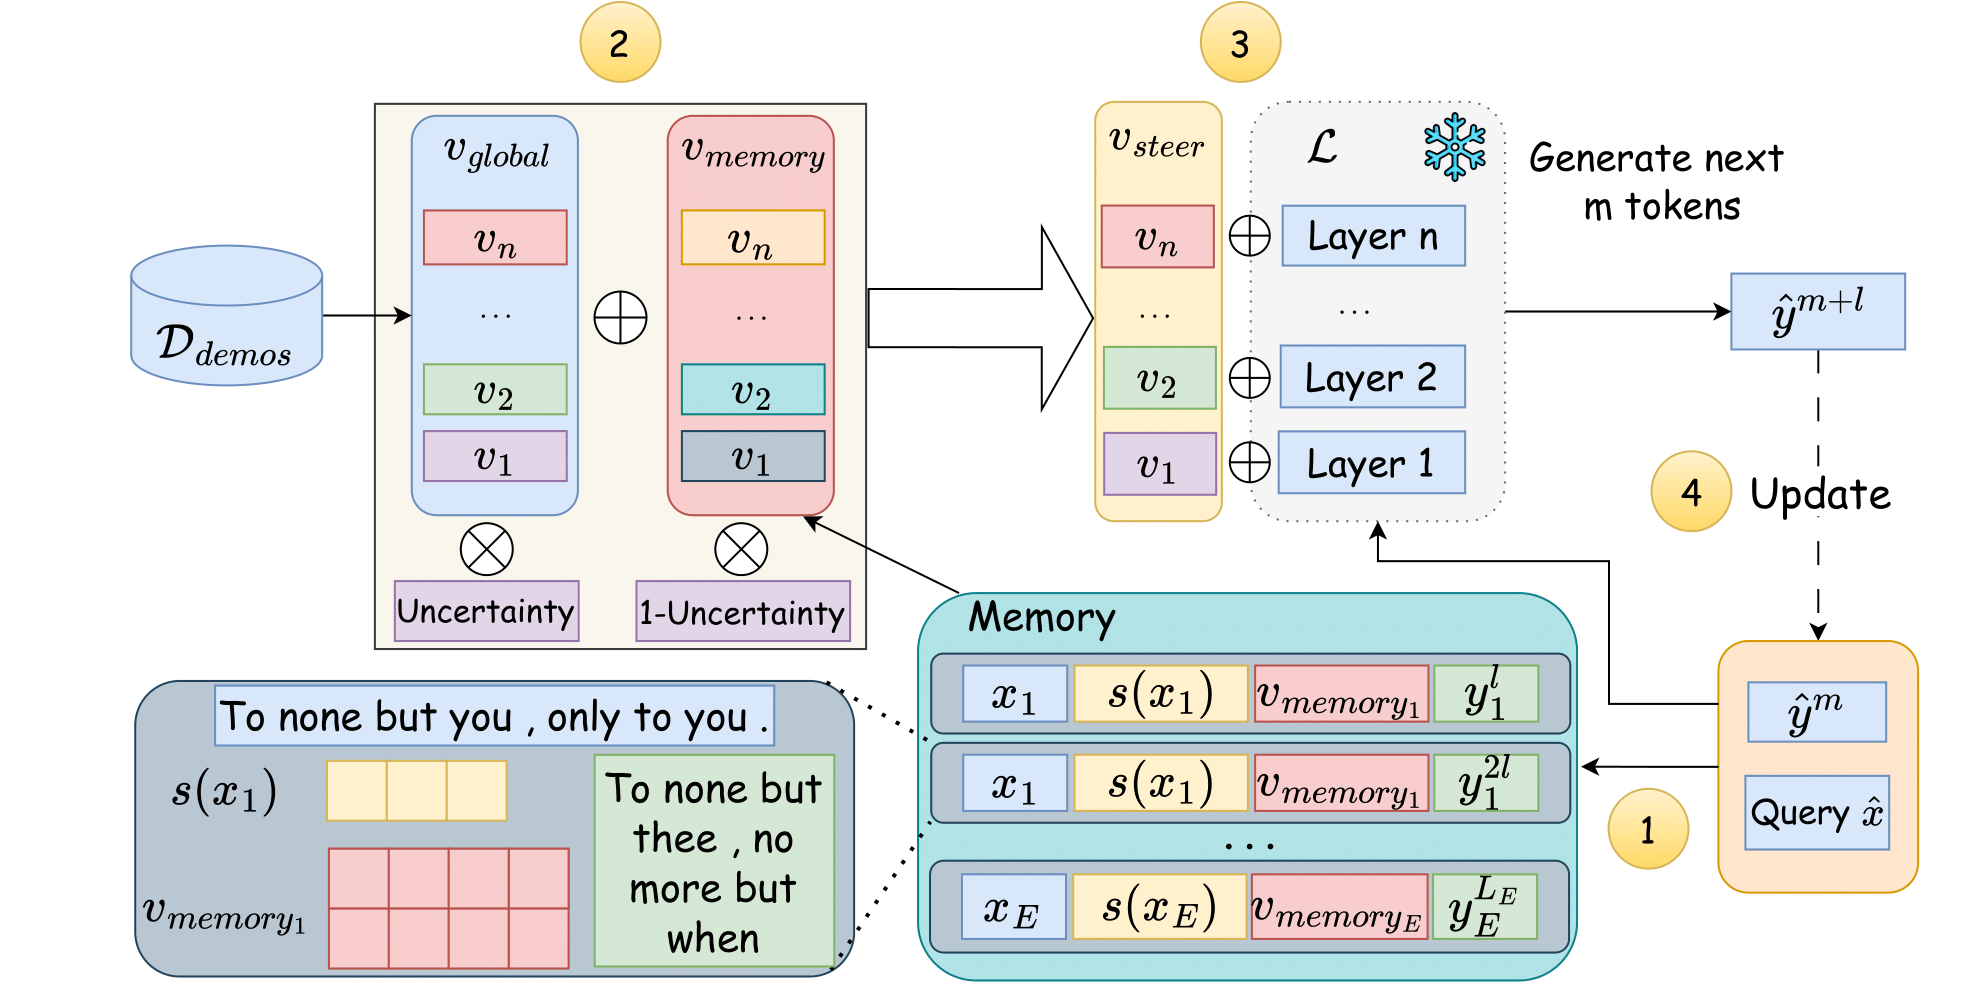 2
3
v_{global}
v_n
...
v_2
v_1
v_{memory}
v_n
...
v_2
v_1
Uncertainty
1-Uncertainty
\mathcal{D}_{demos}
v_{steer}
v_n
...
v_2
v_1
\mathcal{L}
Layer n
...
Layer 2
Layer 1
Generate next
m tokens
\hat{y}^{m+l}
4
Update
\hat{y}^m
Query \hat{x}
1
Memory
x_1 s(x_1) v_{memory_1} y_1^l
x_1 s(x_1) v_{memory_1} y_1^{2l}
...
x_E s(x_E) v_{memory_E} y_E^{L_E}
To none but you , only to you .
s(x_1)
v_{memory_1}
To none but
thee , no
more but
when